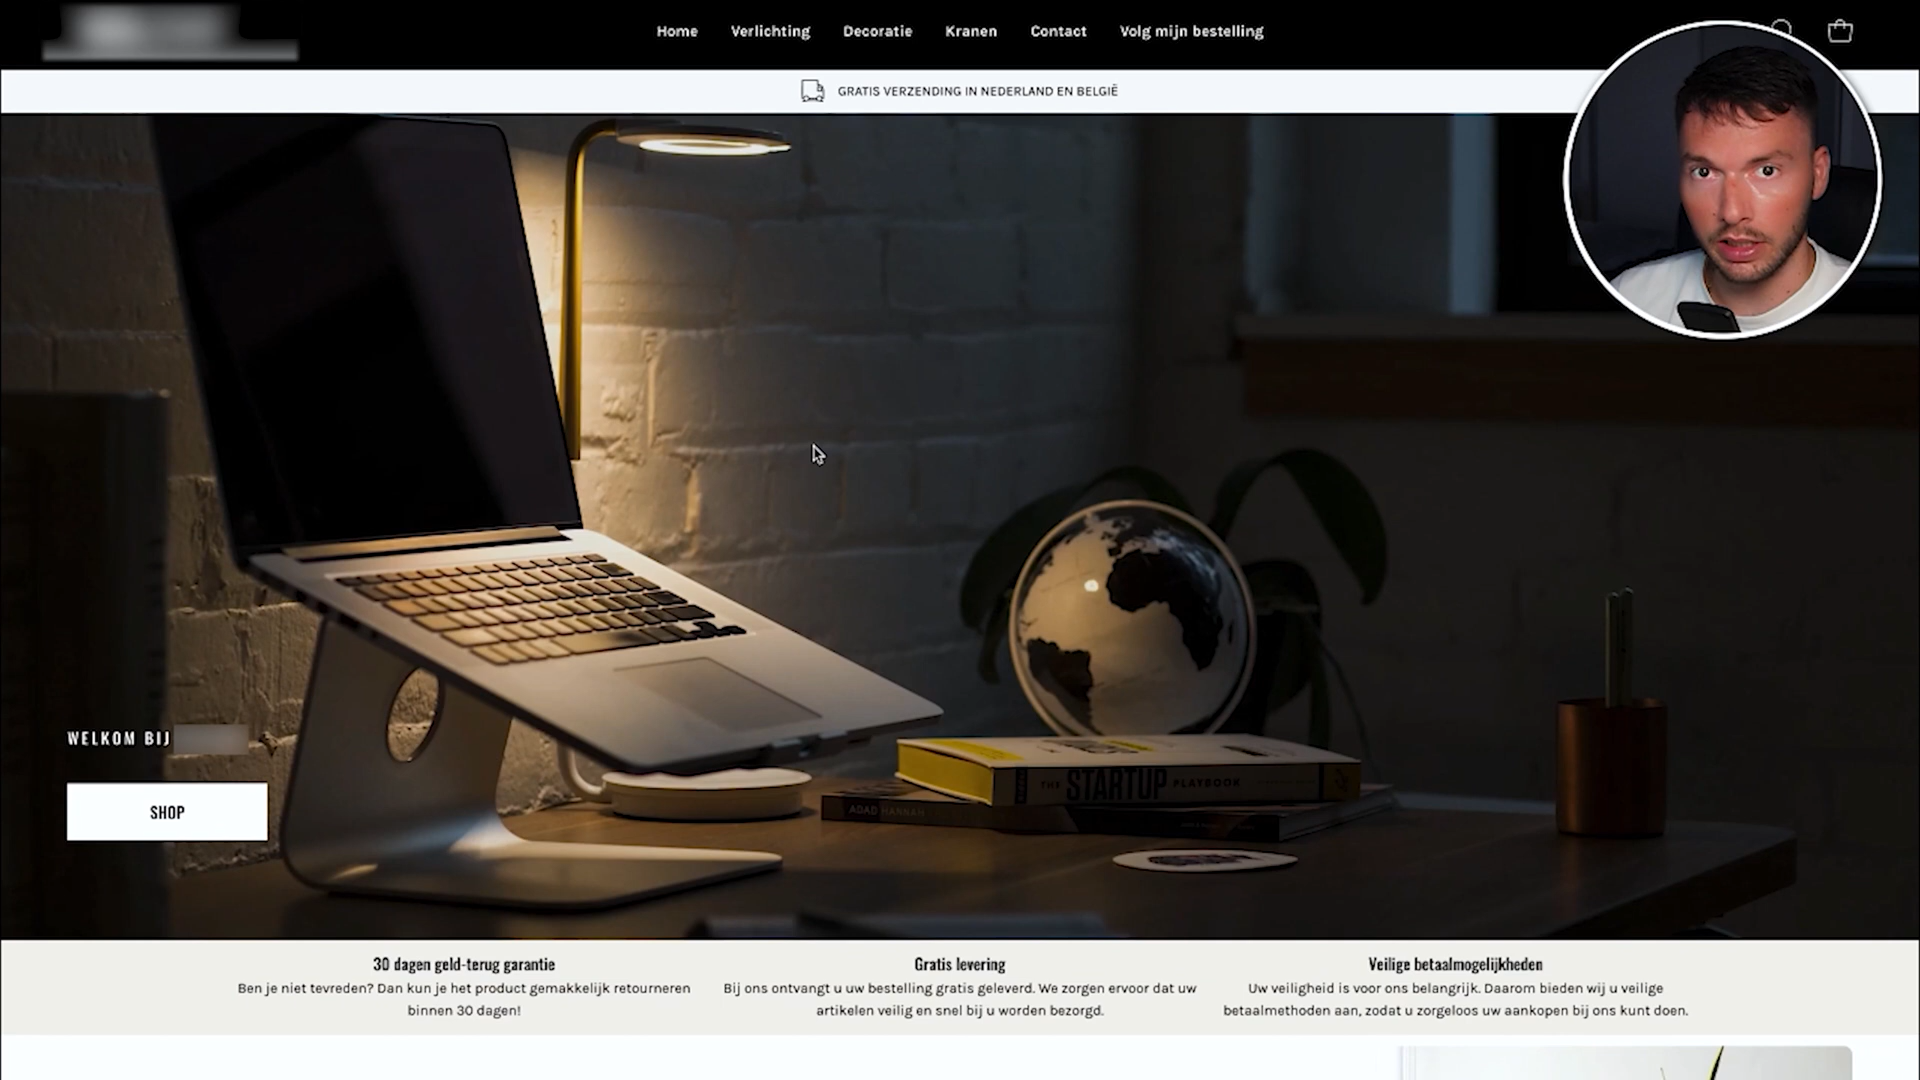 Home Verlichting Decoratie Kranen Contact Volg mijn bestelling
GRATIS VERZENDING IN NEDERLAND EN BELGIË
THE STARTUP PLAYBOOK
ADAD HANNAH
WELKOM BIJ
SHOP
30 dagen geld-terug garantie
Ben je niet tevreden? Dan kun je het product gemakkelijk retourneren
binnen 30 dagen!
Gratis levering
Bij ons ontvangt u uw bestelling gratis geleverd. We zorgen ervoor dat uw
artikelen veilig en snel bij u worden bezorgd.
Veilige betaalmogelijkheden
Uw veiligheid is voor ons belangrijk. Daarom bieden wij u veilige
betaalmethoden aan, zodat u zorgeloos uw aankopen bij ons kunt doen.